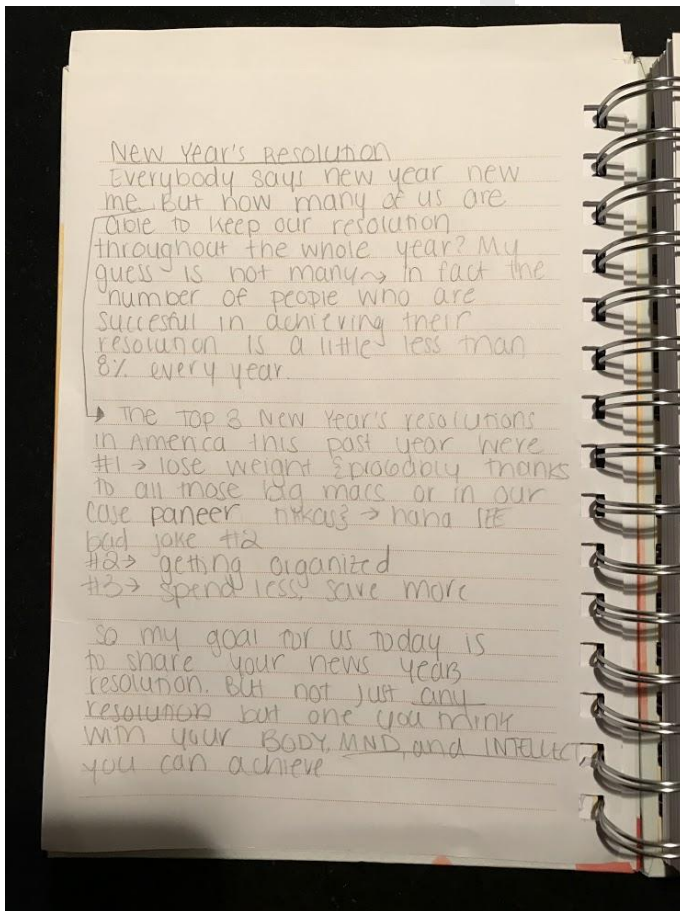 New Year's Resolution
Everybody says new year new
me. But how many of us are
able to keep our resolution
throughout the whole year? My
guess is not many → In fact the
number of people who are
succesful in achieving their
resolution is a little less than
8% every year.
→ The TOP 3 New Year's resolutions
in America this past year were
#1 → lose weight {probably thanks
to all those big macs or in our
case paneer tikkas} → haha
bad joke #2
#2 → getting organized
#3 → spend less, save more
So my goal for us today is
to share your news years
resolution. But not just any
resolution but one you think
with your BODY, MIND, and INTELLECT,
you can achieve